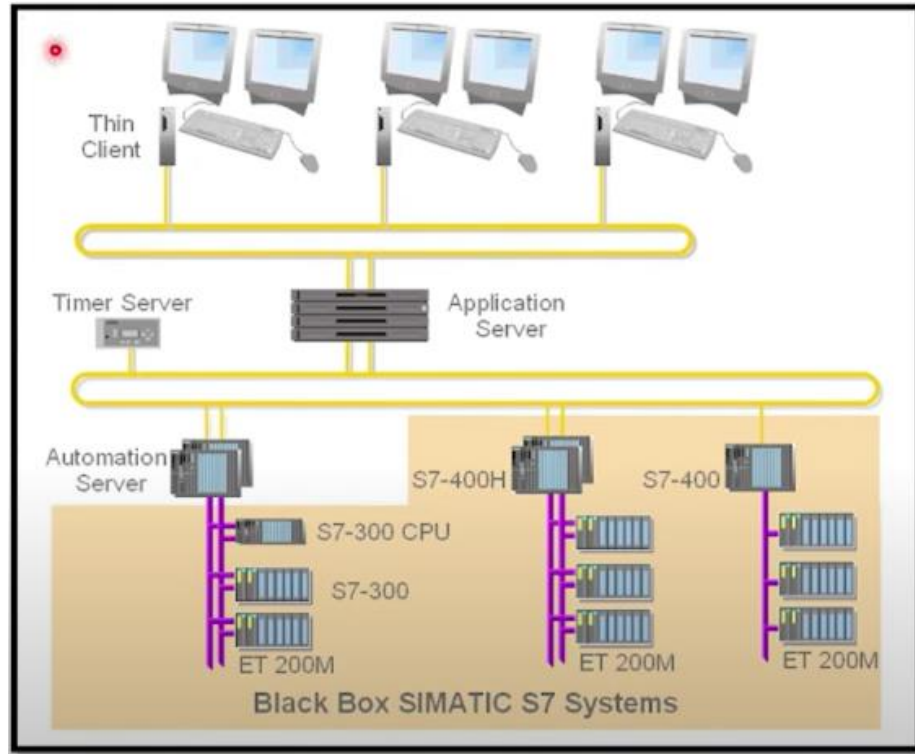 Thin
Client
Timer Server
Application
Server
Automation
Server
S7-400H
S7-400
S7-300 CPU
S7-300
ET 200M
ET 200M
ET 200M
Black Box SIMATIC S7 Systems